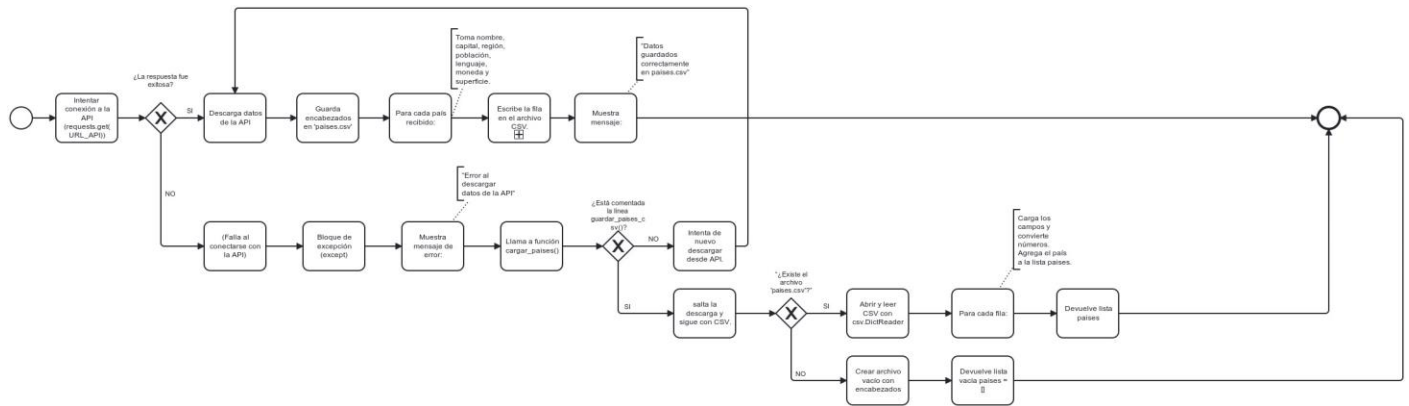 ¿La respuesta fue
exitosa?
Intentar
conexión a la
API
(requests.get(
URL_API))
SI
Descarga datos
de la API
Guarda
encabezados
en 'paises.csv'
Toma nombre,
capital, región,
población,
lenguaje,
moneda y
superficie.
Para cada país
recibido:
Escribe la fila
en el archivo
CSV.
"Datos
guardados
correctamente
en paises.csv"
Muestra
mensaje:
NO
(Falla al
conectarse con
la API)
Bloque de
excepción
(except)
"Error al
descargar
datos de la API"
Muestra
mensaje de
error:
Llama a función
cargar_paises()
¿Está comentada
la línea
guardar_paises_c
sv()?
NO
Intenta de
nuevo
descargar
desde API.
SI
salta la
descarga y
sigue con CSV.
"¿Existe el
archivo
'paises.csv'?"
SI
Abrir y leer
CSV con
csv.DictReader
Carga los
campos y
convierte
números.
Agrega el país
a la lista paises.
Para cada fila:
Devuelve lista
paises
NO
Crear archivo
vacío con
encabezados
Devuelve lista
vacía paises =
[]